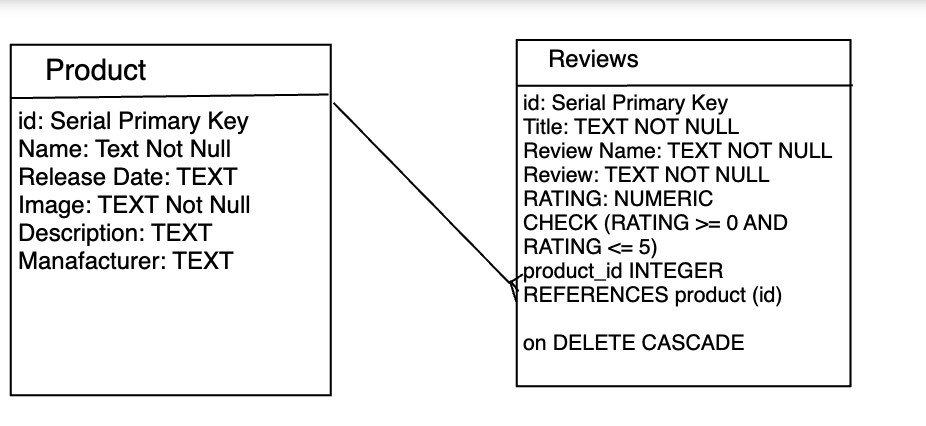 Product
id: Serial Primary Key
Name: Text Not Null
Release Date: TEXT
Image: TEXT Not Null
Description: TEXT
Manafacturer: TEXT
Reviews
id: Serial Primary Key
Title: TEXT NOT NULL
Review Name: TEXT NOT NULL
Review: TEXT NOT NULL
RATING: NUMERIC
CHECK (RATING >= 0 AND
RATING <= 5)
product_id INTEGER
REFERENCES product (id)
on DELETE CASCADE